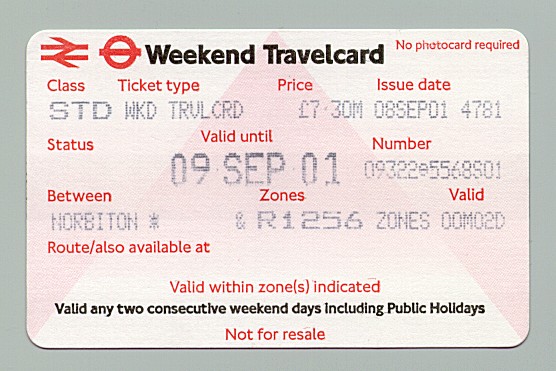 Weekend Travelcard No photocard required
Class Ticket type Price Issue date
STD WKD TRVLCRD £7·30M 08SEP01 4781
Status Valid until Number
09·SEP·01 0932205568S01
Between Zones Valid
NORBITON * & R1256 ZONES 00M02D
Route/also available at
Valid within zone(s) indicated
Valid any two consecutive weekend days including Public Holidays
Not for resale